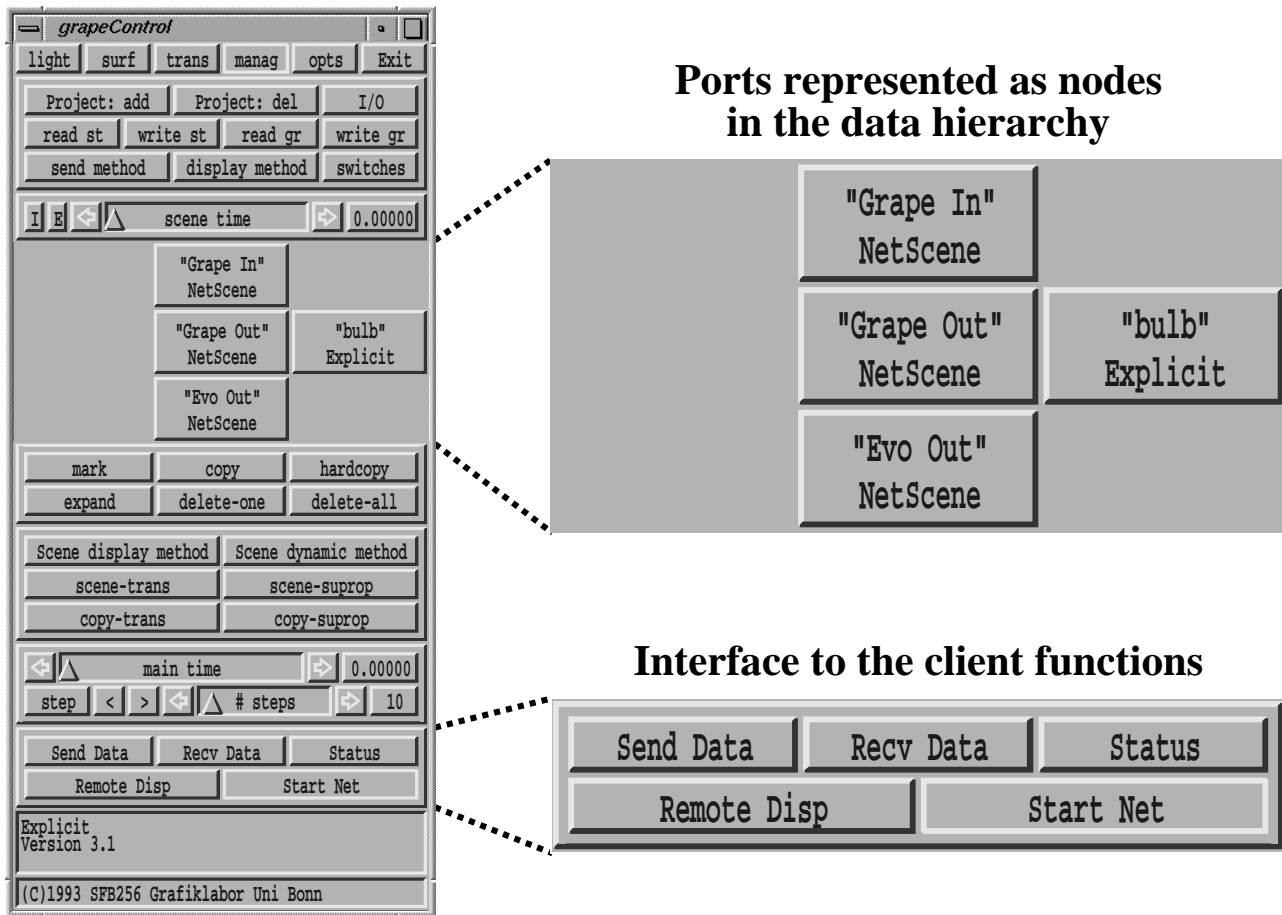 grapeControl
light surf trans manag opts Exit
Project: add Project: del I/O
read st write st read gr write gr
send method display method switches
I E scene time 0.00000
"Grape In"
NetScene
"Grape Out" "bulb"
NetScene Explicit
"Evo Out"
NetScene
mark copy hardcopy
expand delete-one delete-all
Scene display method Scene dynamic method
scene-trans scene-suprop
copy-trans copy-suprop
main time 0.00000
step < > # steps 10
Send Data Recv Data Status
Remote Disp Start Net
Explicit
Version 3.1
(C)1993 SFB256 Grafiklabor Uni Bonn
Ports represented as nodes
in the data hierarchy
"Grape In"
NetScene
"Grape Out" "bulb"
NetScene Explicit
"Evo Out"
NetScene
Interface to the client functions
Send Data Recv Data Status
Remote Disp Start Net